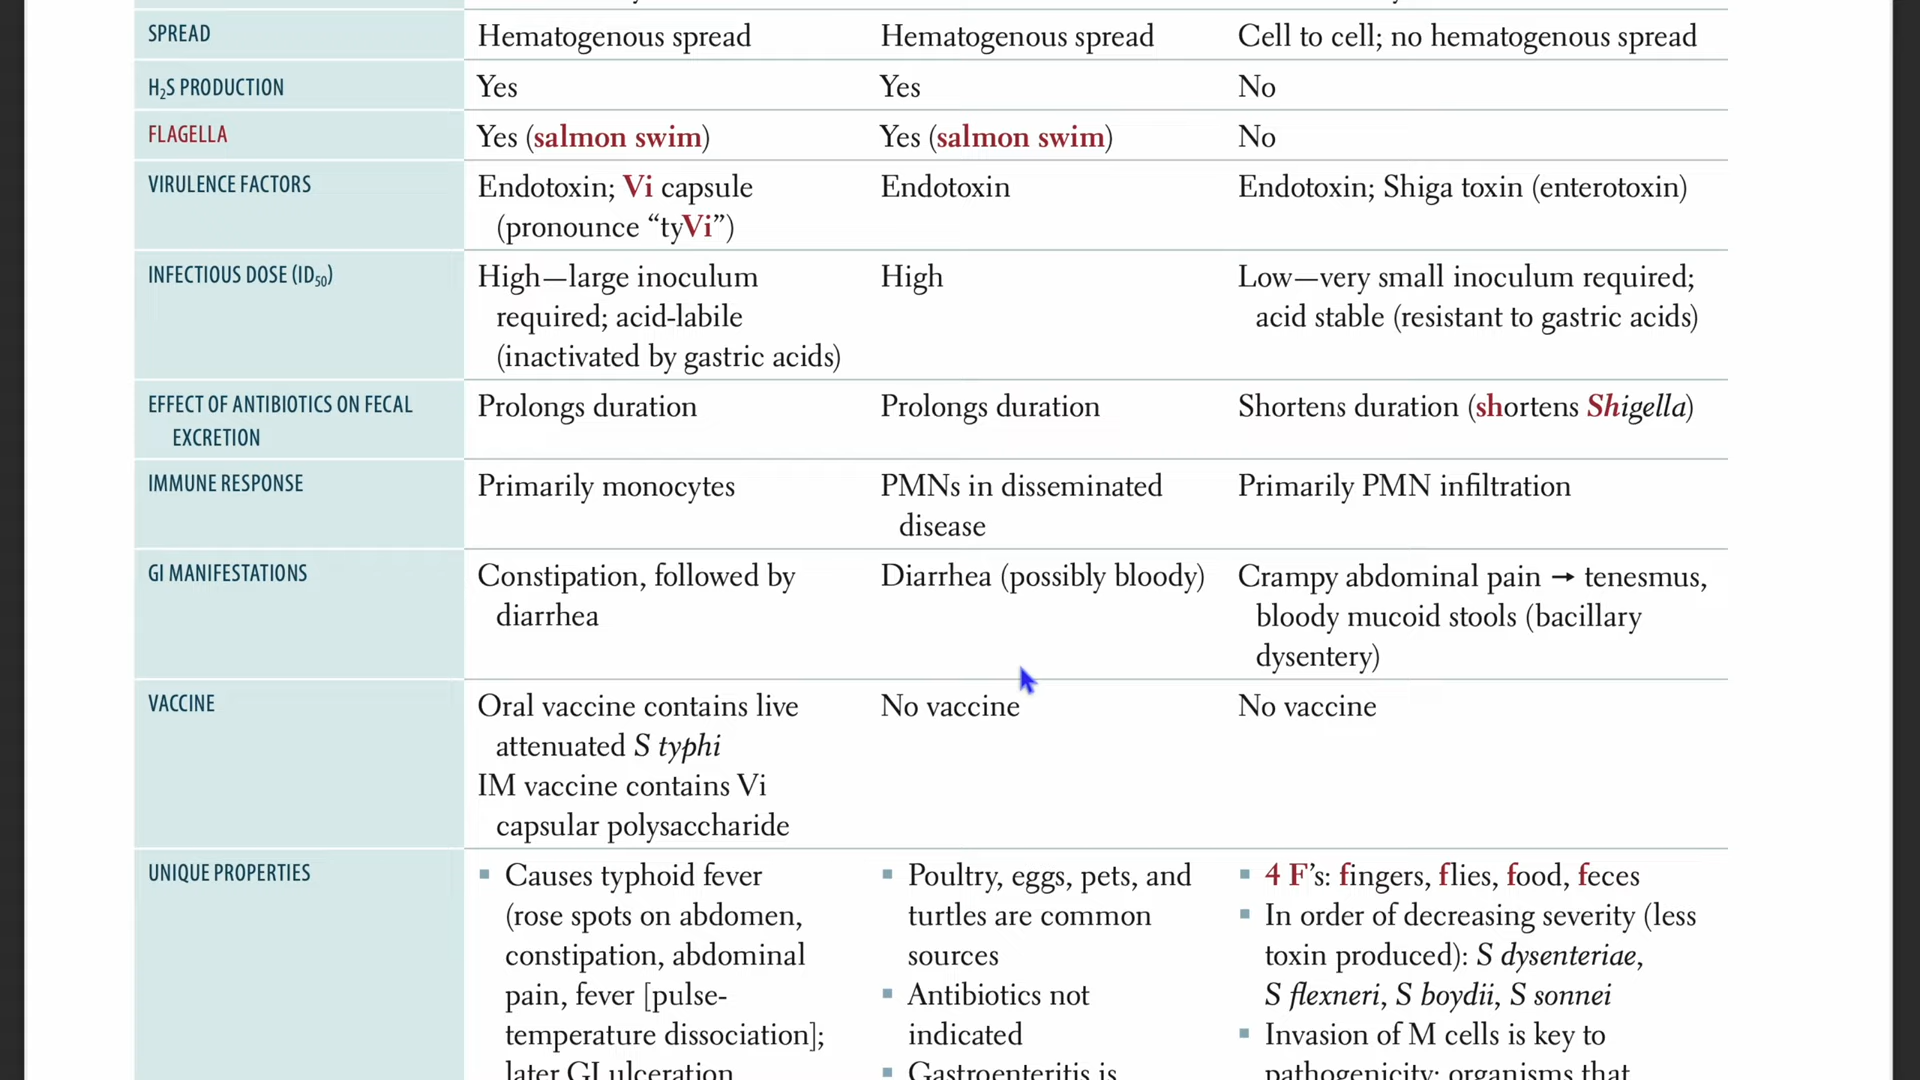 SPREAD
Hematogenous spread
Hematogenous spread
Cell to cell; no hematogenous spread
H₂S PRODUCTION
Yes
Yes
No
FLAGELLA
Yes (salmon swim)
Yes (salmon swim)
No
VIRULENCE FACTORS
Endotoxin; Vi capsule
(pronounce “tyVi”)
Endotoxin
Endotoxin; Shiga toxin (enterotoxin)
INFECTIOUS DOSE (ID₅₀)
High—large inoculum
required; acid-labile
(inactivated by gastric acids)
High
Low—very small inoculum required;
acid stable (resistant to gastric acids)
EFFECT OF ANTIBIOTICS ON FECAL
EXCRETION
Prolongs duration
Prolongs duration
Shortens duration (shortens Shigella)
IMMUNE RESPONSE
Primarily monocytes
PMNs in disseminated
disease
Primarily PMN infiltration
GI MANIFESTATIONS
Constipation, followed by
diarrhea
Diarrhea (possibly bloody)
Crampy abdominal pain → tenesmus,
bloody mucoid stools (bacillary
dysentery)
VACCINE
Oral vaccine contains live
attenuated S typhi
IM vaccine contains Vi
capsular polysaccharide
No vaccine
No vaccine
UNIQUE PROPERTIES
▪ Causes typhoid fever
(rose spots on abdomen,
constipation, abdominal
pain, fever [pulse-
temperature dissociation];
later GI ulceration
▪ Poultry, eggs, pets, and
turtles are common
sources
▪ Antibiotics not
indicated
▪ Gastroenteritis is
▪ 4 F’s: fingers, flies, food, feces
▪ In order of decreasing severity (less
toxin produced): S dysenteriae,
S flexneri, S boydii, S sonnei
▪ Invasion of M cells is key to
pathogenicity; organisms that